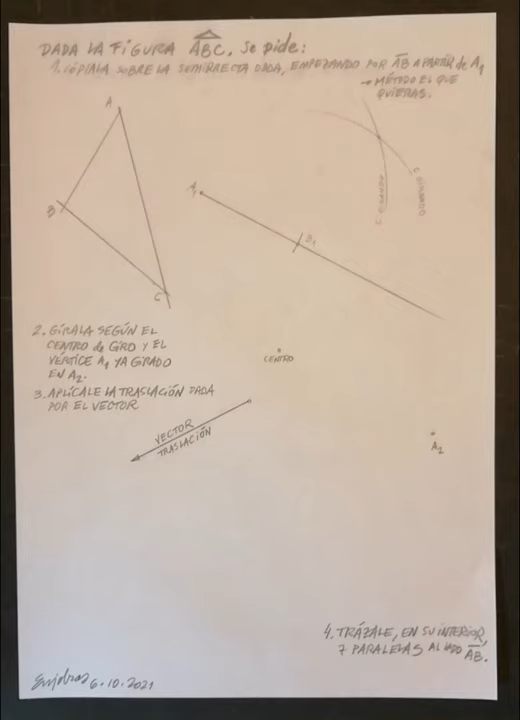 DADA LA FIGURA ABC. Se pide:
1. CÓPIALA SOBRE LA SEMIRRECTA DADA, EMPEZANDO POR AB A PARTIR de A1
→ MÉTODO EL QUE
QUIERAS.
A
B
C
A1
B1
C GIRANDO
2. GÍRALA SEGÚN EL
CENTRO de GIRO Y EL
VÉRTICE A1 YA GIRADO
EN A2.
CENTRO
3. APLÍCALE LA TRASLACIÓN DADA
POR EL VECTOR
VECTOR
TRASLACIÓN
A2
4. TRÁZALE, EN SU INTERIOR,
7 PARALELAS AL LADO AB.
6.10.2021